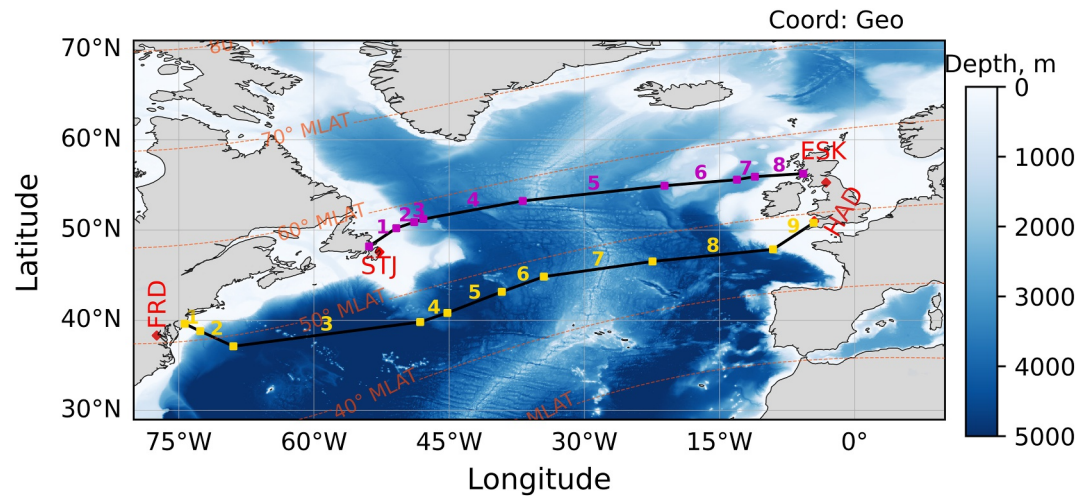 Coord: Geo
70°N
60°N
50°N
40°N
30°N
Latitude
75°W
60°W
45°W
30°W
15°W
0°
Longitude
Depth, m
0
1000
2000
3000
4000
5000
70° MLAT
60° MLAT
50° MLAT
40° MLAT
MLAT
1
2
3
4
5
6
7
8
ESK
HAD
STJ
FRD
1
2
3
4
5
6
7
8
9